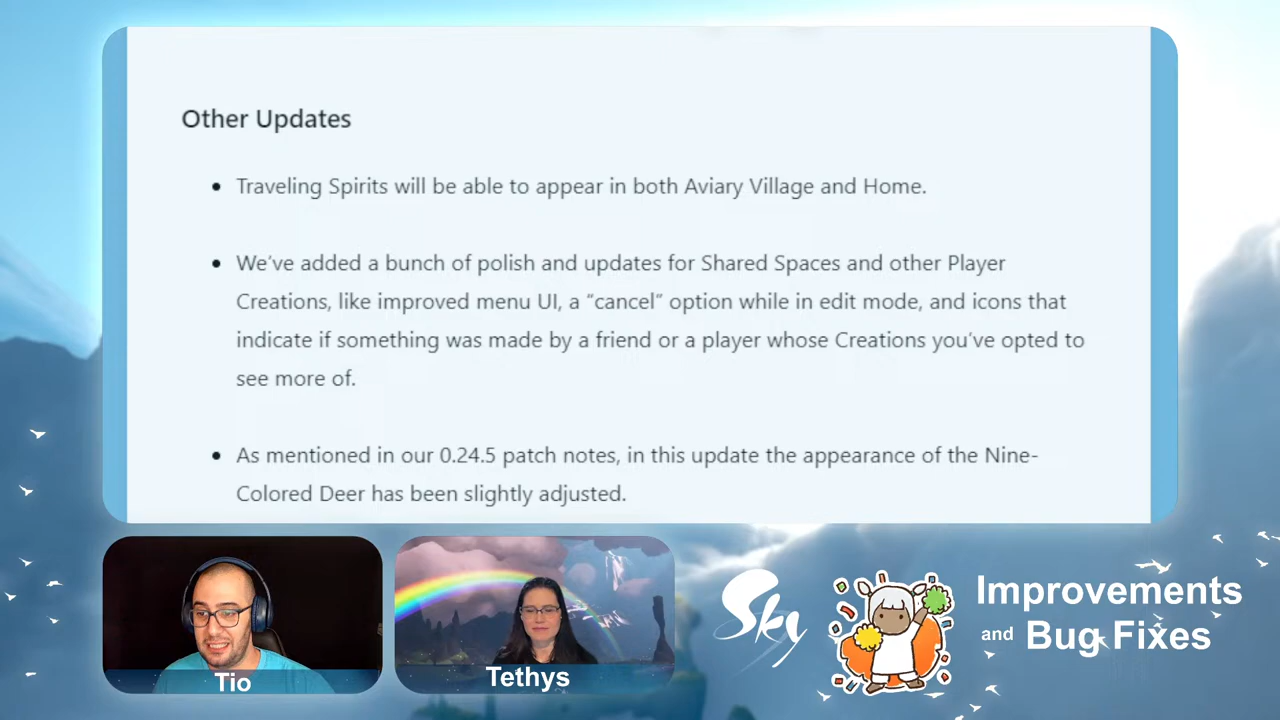 Other Updates
• Traveling Spirits will be able to appear in both Aviary Village and Home.
• We've added a bunch of polish and updates for Shared Spaces and other Player
Creations, like improved menu UI, a “cancel” option while in edit mode, and icons that
indicate if something was made by a friend or a player whose Creations you've opted to
see more of.
• As mentioned in our 0.24.5 patch notes, in this update the appearance of the Nine-
Colored Deer has been slightly adjusted.
Tio
Tethys
Sky
Improvements
and Bug Fixes